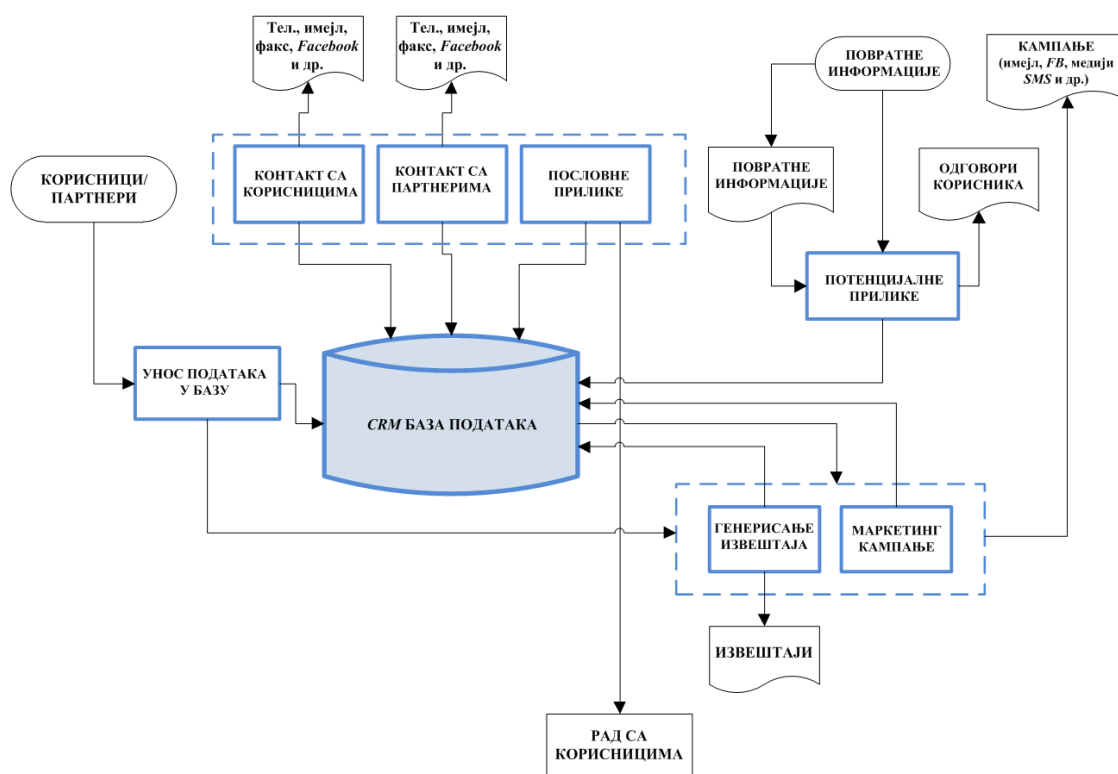 Тел., имејл,
факс, Facebook
и др.
Тел., имејл,
факс, Facebook
и др.
ПОВРАТНЕ
ИНФОРМАЦИЈЕ
КАМПАЊЕ
(имејл, FB, медији
SMS и др.)
КОРИСНИЦИ/
ПАРТНЕРИ
КОНТАКТ СА
КОРИСНИЦИМА
КОНТАКТ СА
ПАРТНЕРИМА
ПОСЛОВНЕ
ПРИЛИКЕ
ПОВРАТНЕ
ИНФОРМАЦИЈЕ
ОДГОВОРИ
КОРИСНИКА
ПОТЕНЦИЈАЛНЕ
ПРИЛИКЕ
УНОС ПОДАТАКА
У БАЗУ
CRM БАЗА ПОДАТАКА
ГЕНЕРИСАЊЕ
ИЗВЕШТАЈА
МАРКЕТИНГ
КАМПАЊЕ
ИЗВЕШТАЈИ
РАД СА
КОРИСНИЦИМА